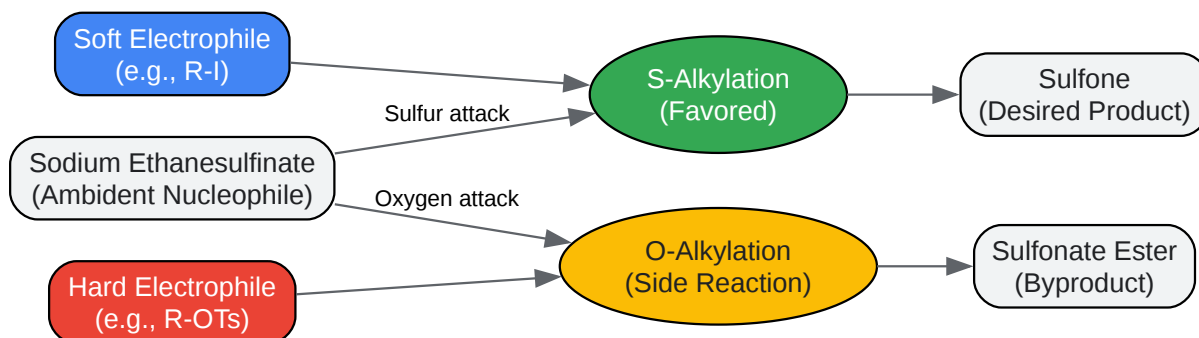 Soft Electrophile
(e.g., R-I)
S-Alkylation
(Favored)
Sulfone
(Desired Product)
Sulfur attack
Sodium Ethanesulfinate
(Ambident Nucleophile)
Oxygen attack
O-Alkylation
(Side Reaction)
Sulfonate Ester
(Byproduct)
Hard Electrophile
(e.g., R-OTs)